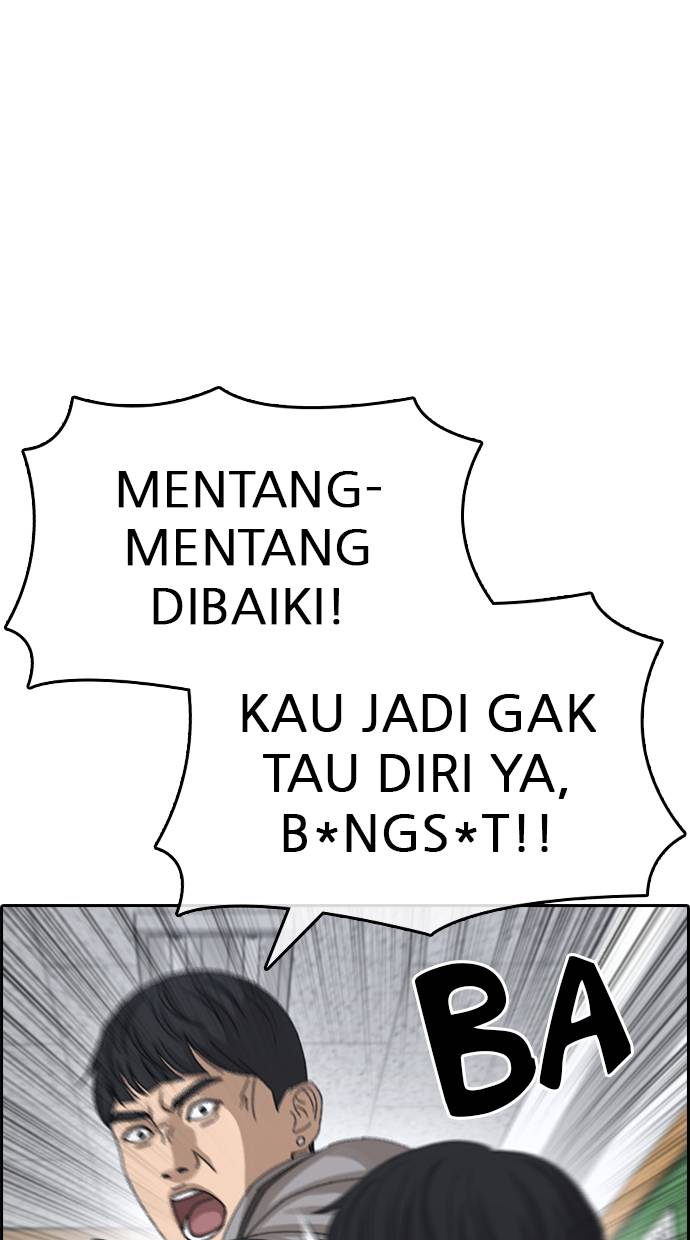 MENTANG-
MENTANG
DIBAIKI!
KAU JADI GAK
TAU DIRI YA,
B*NGS*T!!
BA